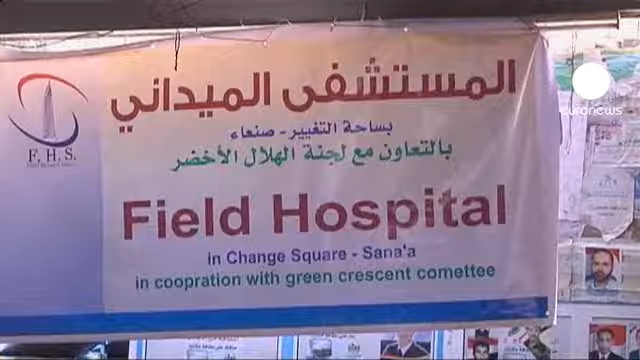 المستشفى الميداني
بساحة التغيير - صنعاء
بالتعاون مع لجنة الهلال الأخضر
F.H.S.
Field Hospital
in Change Square - Sana'a
in coopration with green crescent comettee
euronews